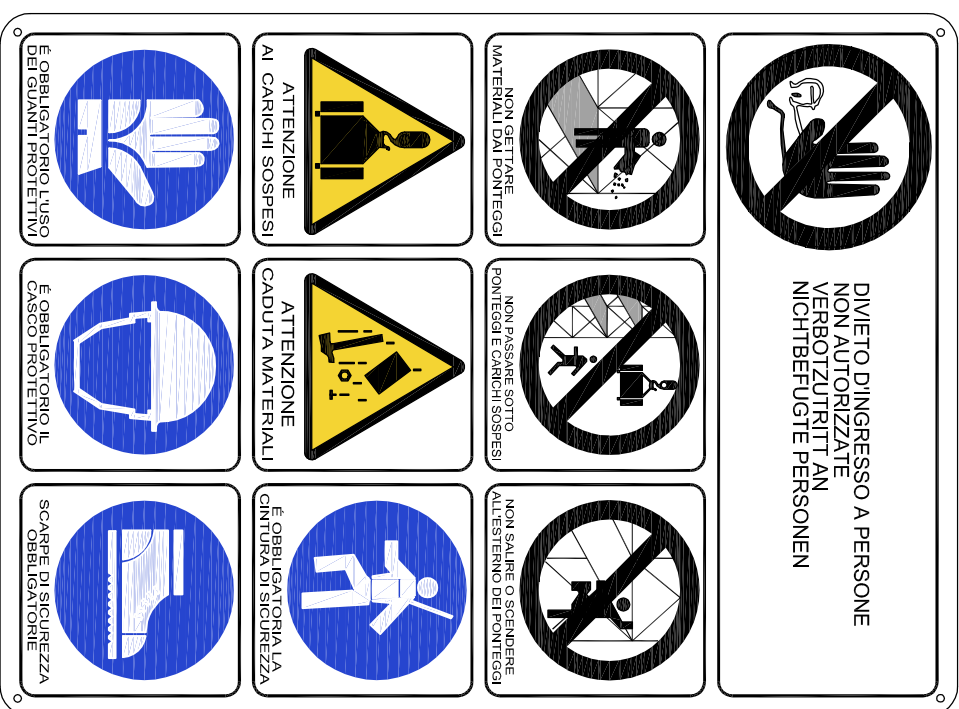 DIVIETO D'INGRESSO A PERSONE
NON AUTORIZZATE
VERBOTZUTRITT AN
NICHTBEFUGTE PERSONEN
NON GETTARE
MATERIALI DAI PONTEGGI
NON PASSARE SOTTO
PONTEGGI E CARICHI SOSPESI
NON SALIRE O SCENDERE
ALL'ESTERNO DEI PONTEGGI
ATTENZIONE
AI CARICHI SOSPESI
ATTENZIONE
CADUTA MATERIALI
É OBBLIGATORIA LA
CINTURA DI SICUREZZA
É OBBLIGATORIO L'USO
DEI GUANTI PROTETTIVI
É OBBLIGATORIO IL
CASCO PROTETTIVO
SCARPE DI SICUREZZA
OBBLIGATORIE